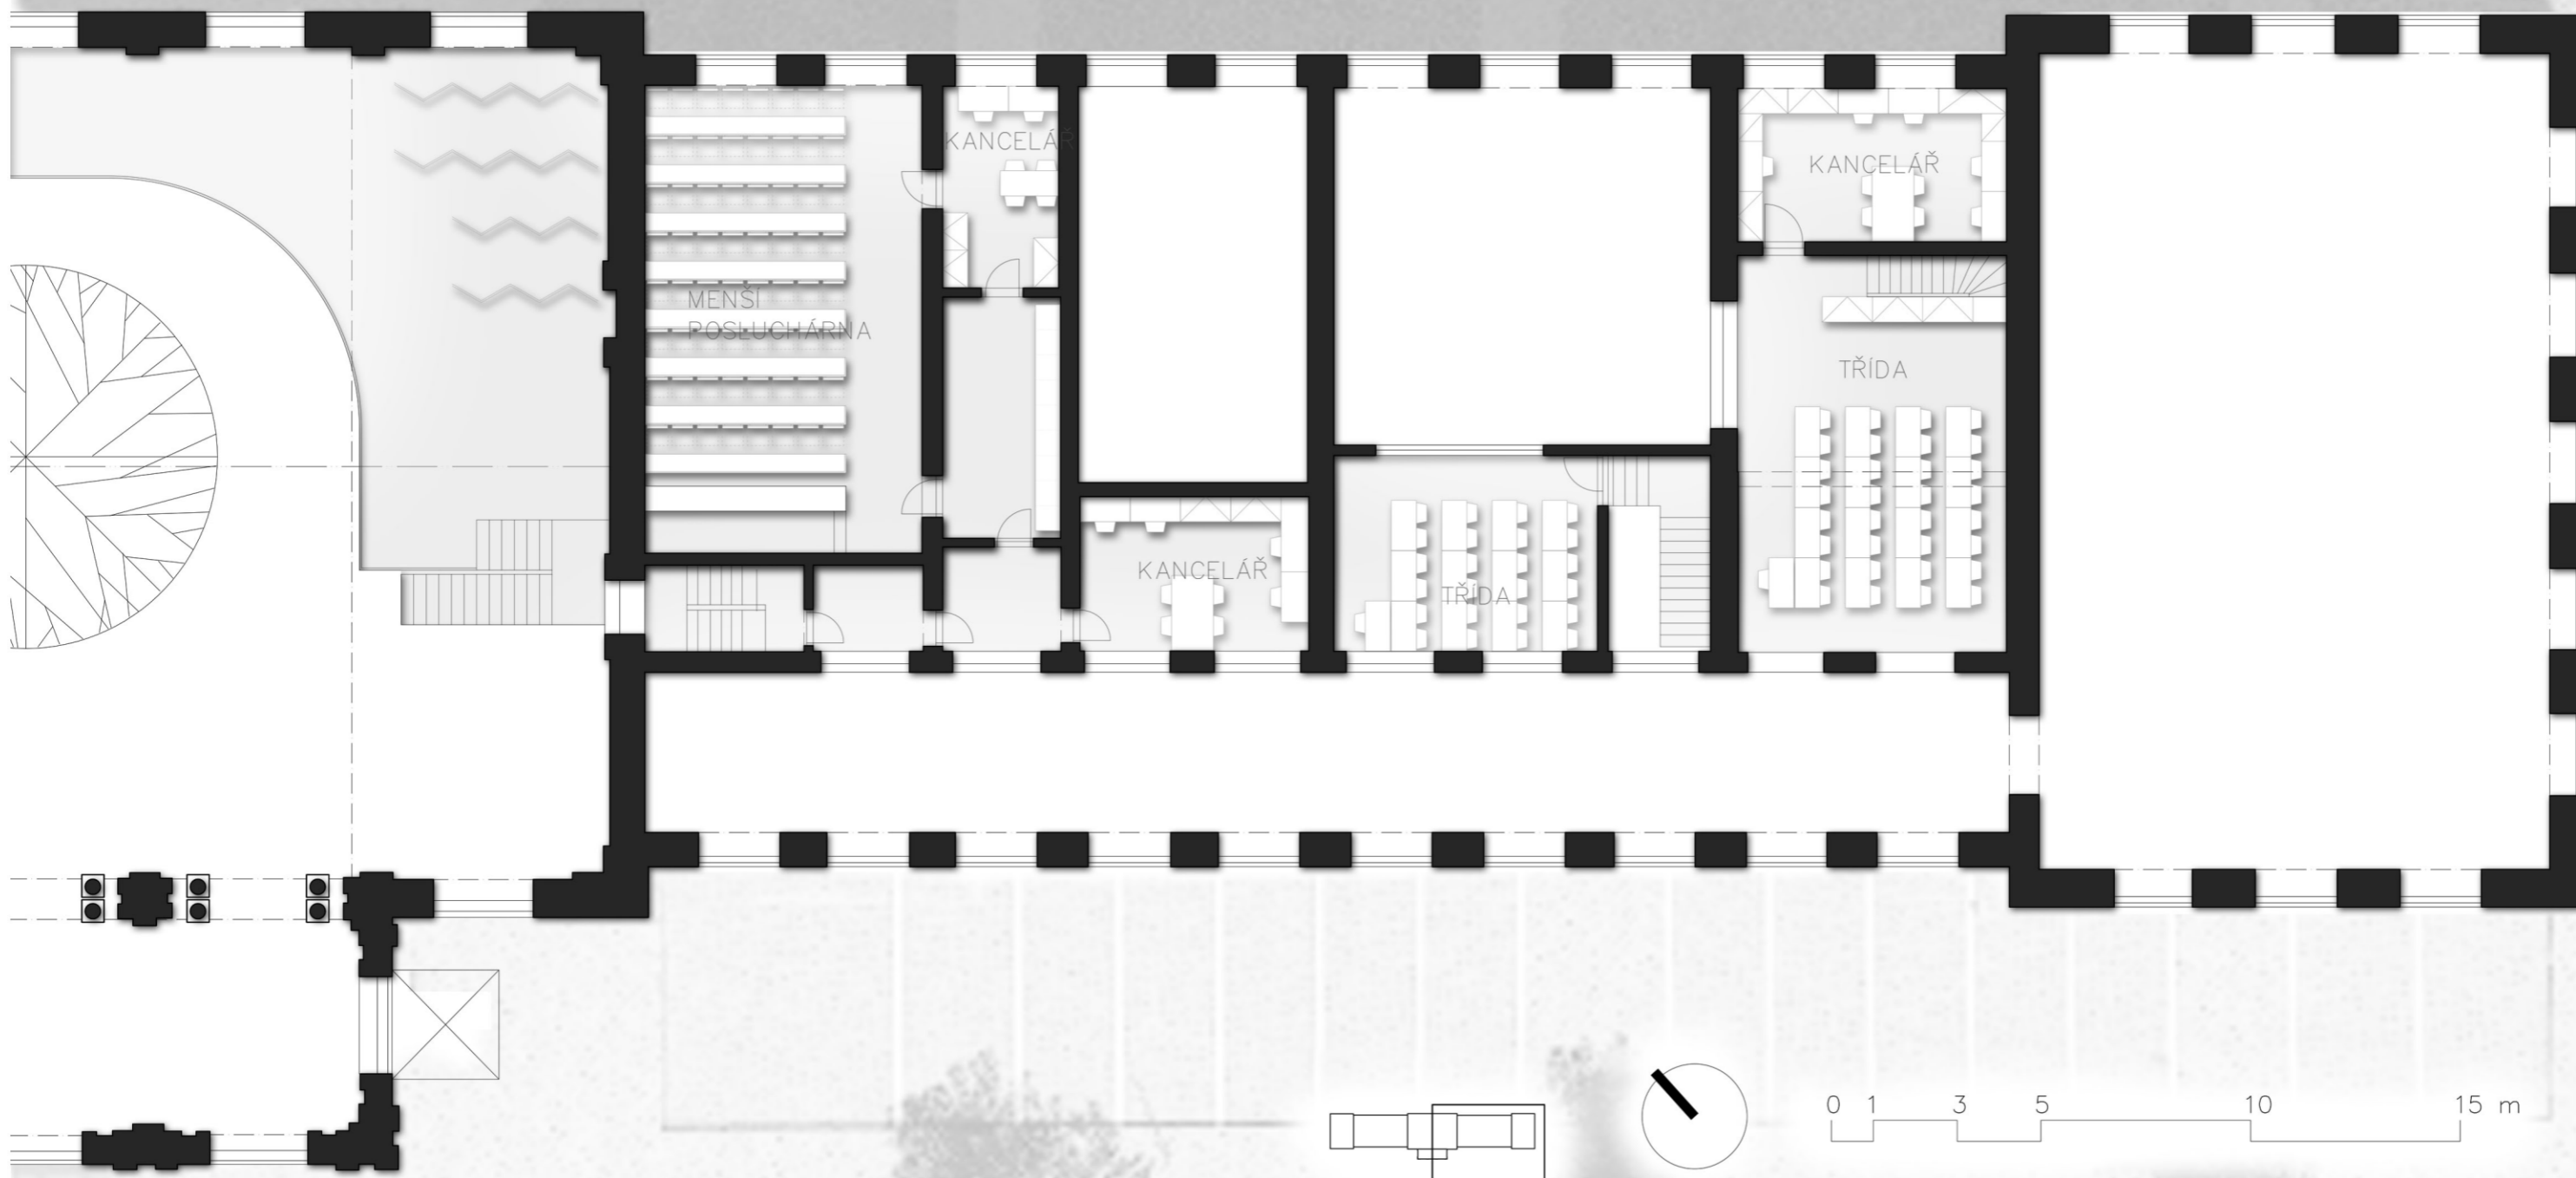 KANCELÁŘ
KANCELÁŘ
MENŠÍ
POSLUCHÁRNA
TŘÍDA
KANCELÁŘ
TŘÍDA
0 1 3 5 10 15 m